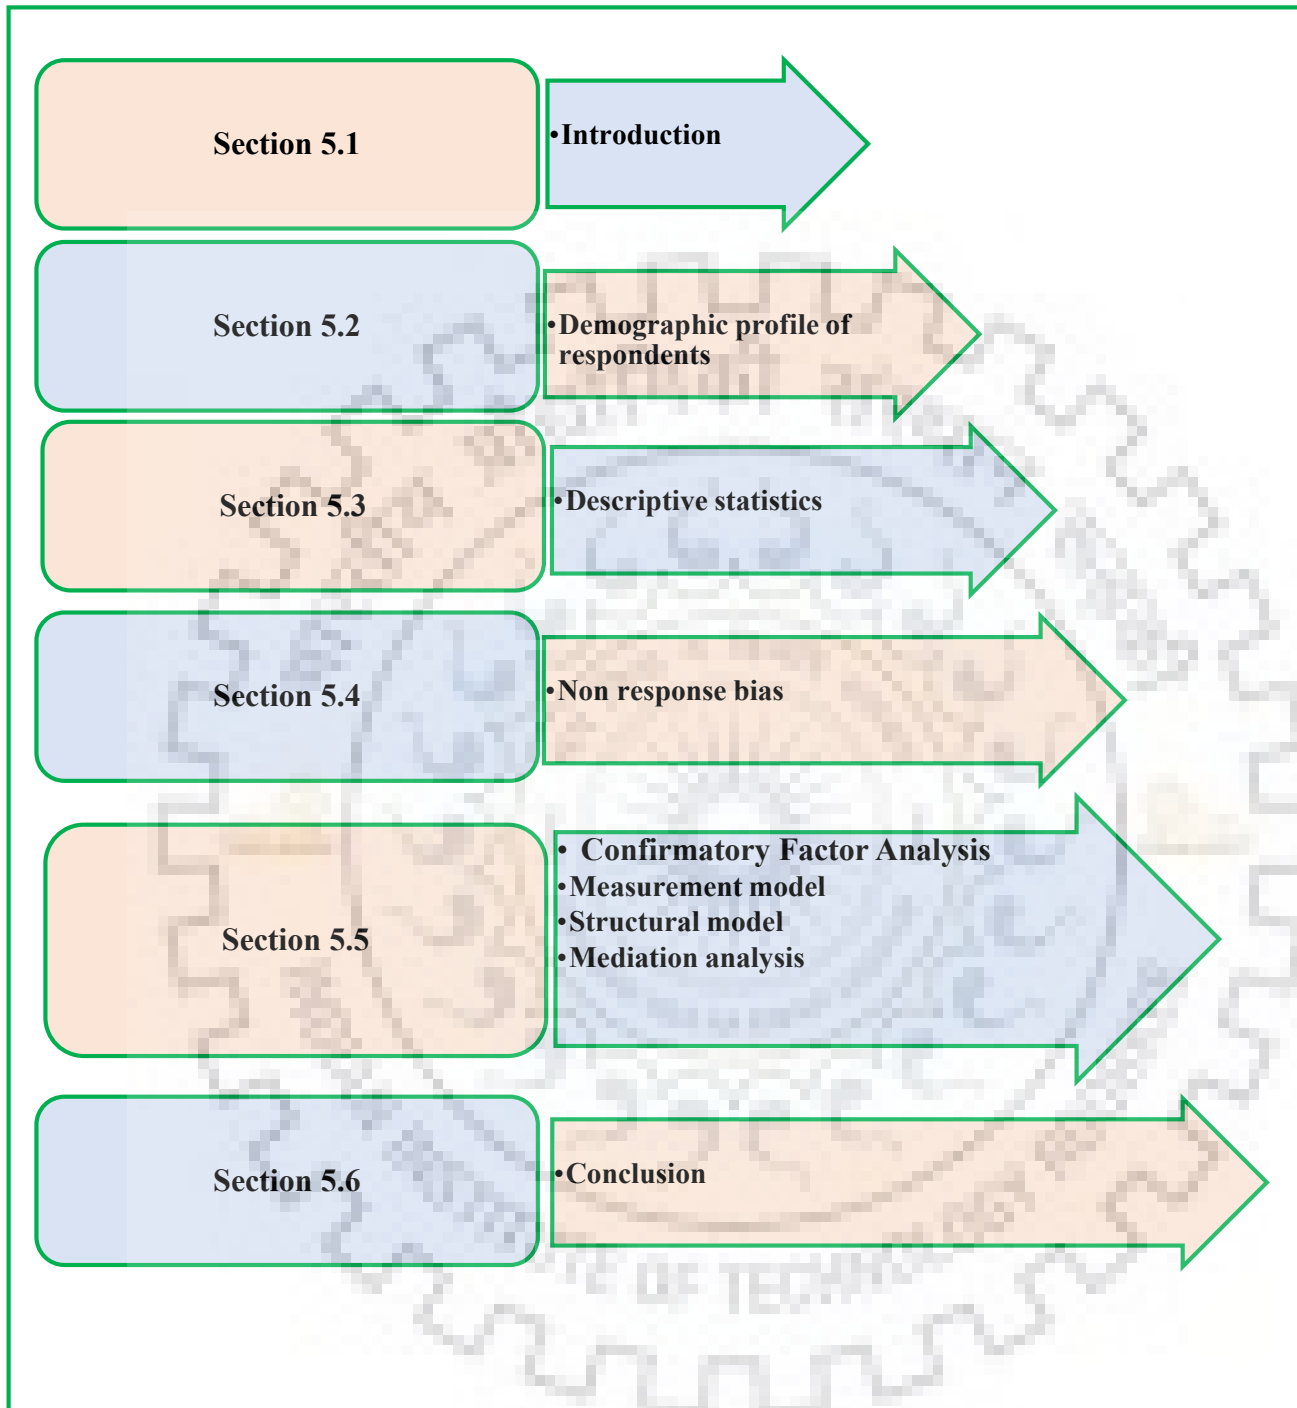 Section 5.1
•Introduction
Section 5.2
•Demographic profile of
respondents
Section 5.3
•Descriptive statistics
Section 5.4
•Non response bias
Section 5.5
• Confirmatory Factor Analysis
•Measurement model
•Structural model
•Mediation analysis
Section 5.6
•Conclusion
OF TECHNOLOGY